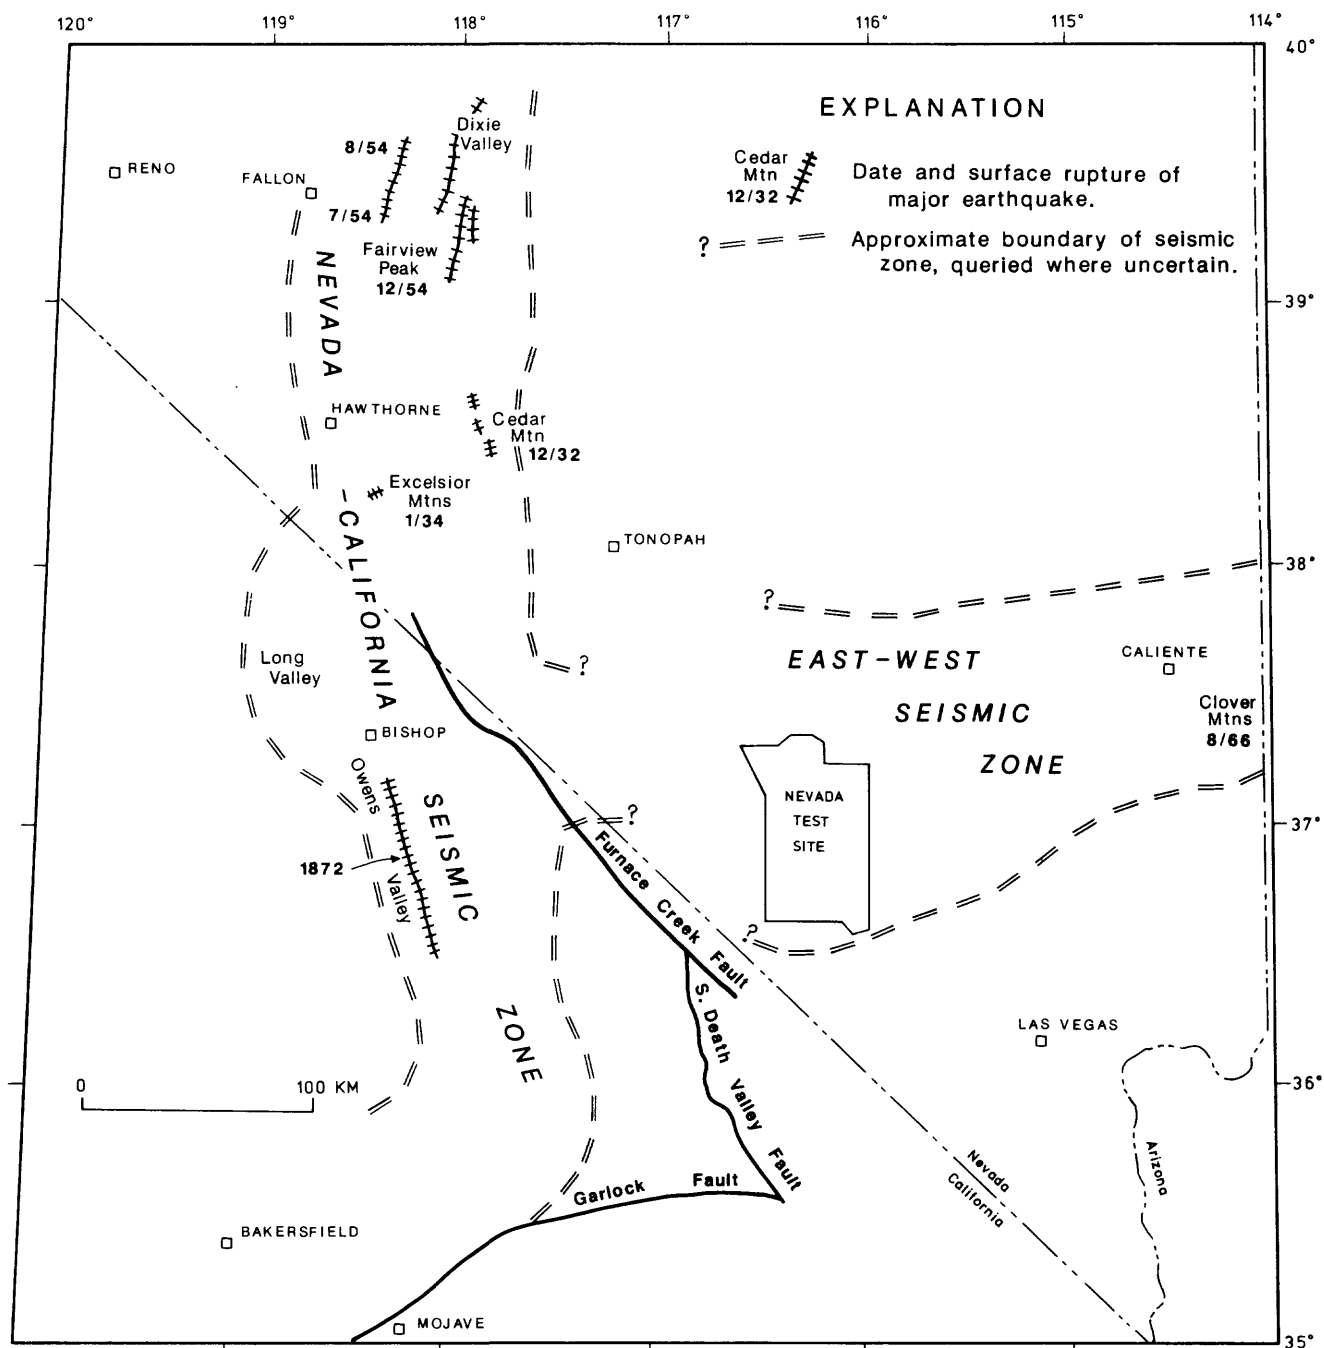 120°
119°
118°
117°
116°
115°
114°
40°
EXPLANATION
Cedar
Mtn
12/32
Date and surface rupture of
major earthquake.
?
Approximate boundary of seismic
zone, queried where uncertain.
Dixie
Valley
8/54
RENO
FALLON
7/54
Fairview
Peak
12/54
39°
NEVADA
HAWTHORNE
Cedar
Mtn
12/32
Excelsior
Mtns
1/34
-CALIFORNIA
TONOPAH
38°
?
?
Long
Valley
EAST-WEST
SEISMIC
ZONE
CALIENTE
Clover
Mtns
8/66
BISHOP
Owens
Valley
1872
SEISMIC
ZONE
NEVADA
TEST
SITE
?
37°
Furnace Creek Fault
?
S. Death Valley Fault
LAS VEGAS
36°
0
100 KM
Garlock Fault
Nevada
California
Arizona
BAKERSFIELD
MOJAVE
35°